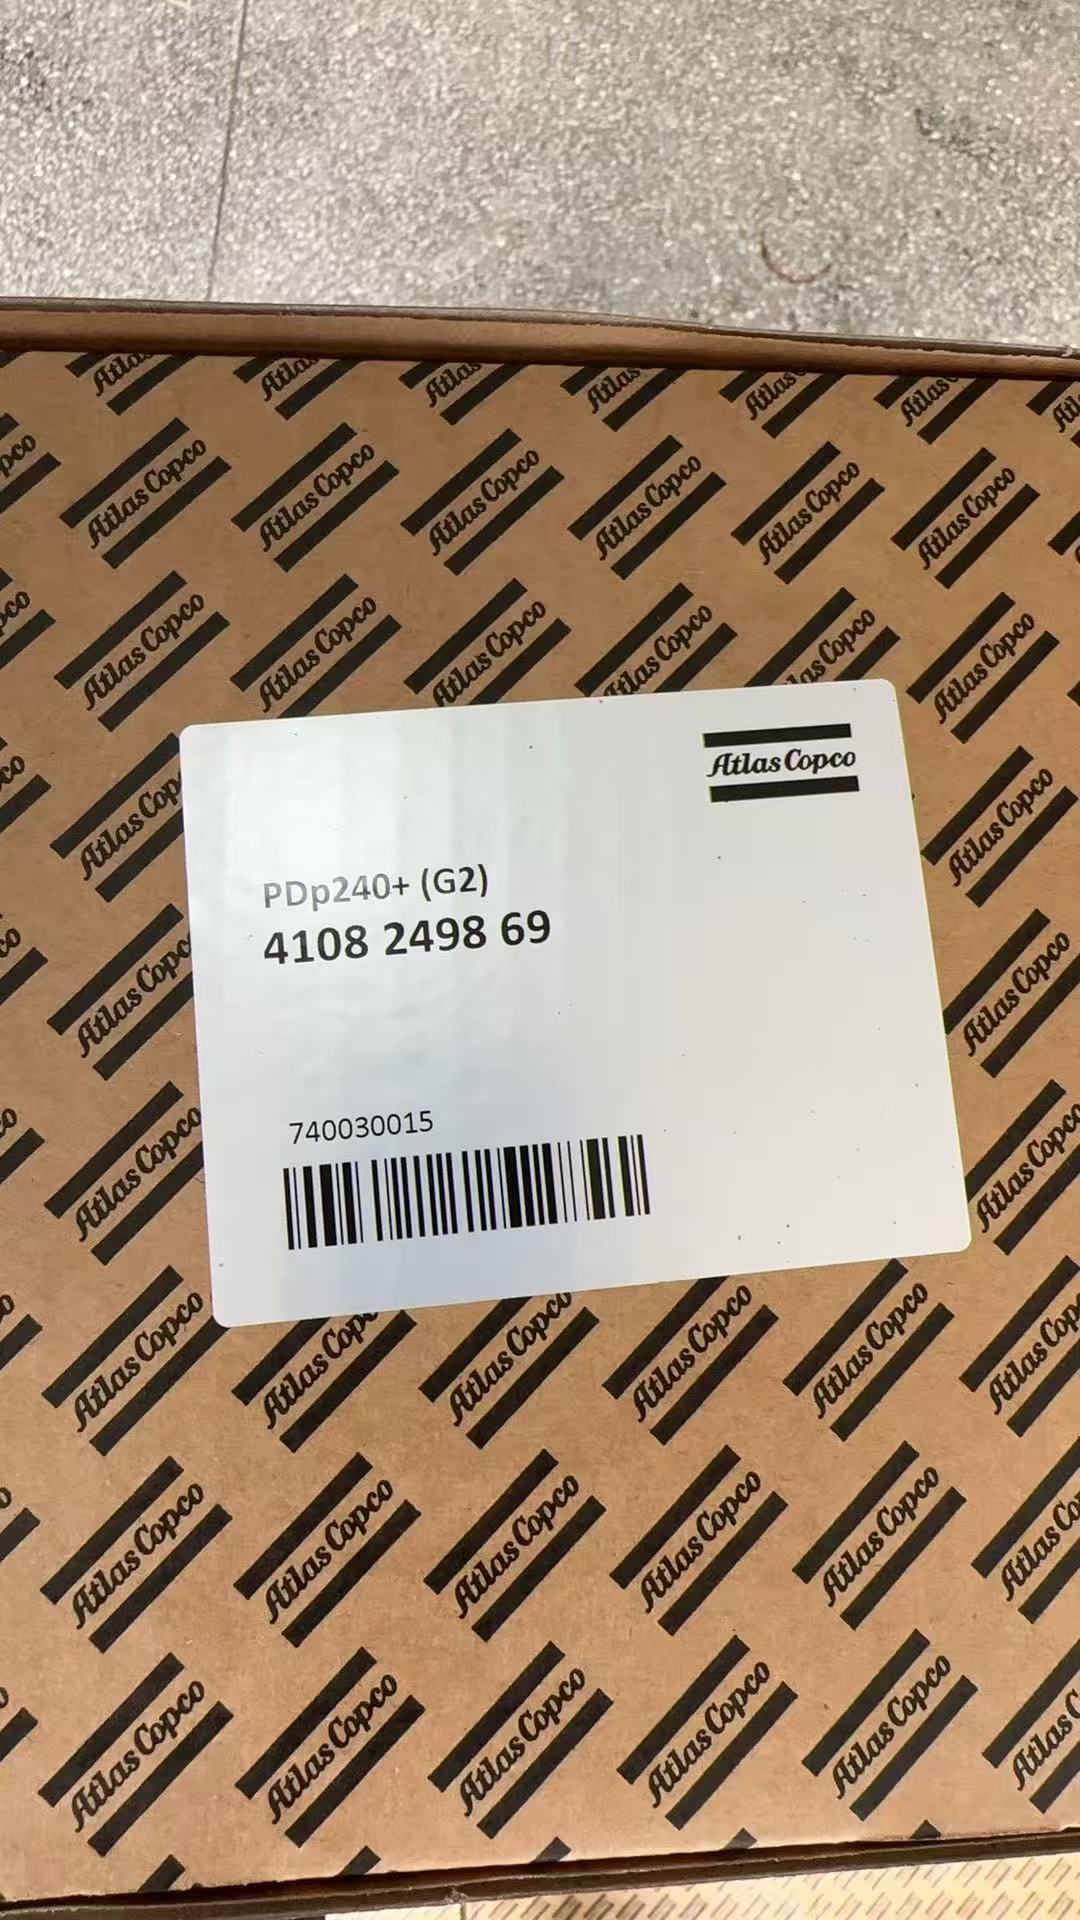 Atlas Copco
PDp240+ (G2)
4108 2498 69
740030015